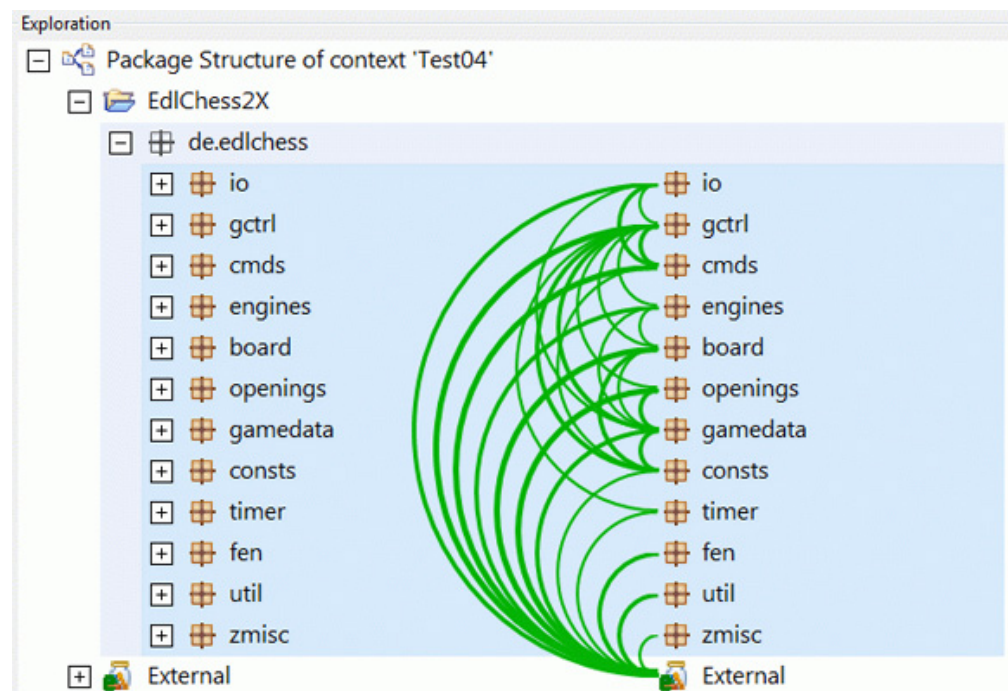 Exploration
Package Structure of context 'Test04'
EdlChess2X
de.edlchess
io io
gctrl gctrl
cmds cmds
engines engines
board board
openings openings
gamedata gamedata
consts consts
timer timer
fen fen
util util
zmisc zmisc
External External